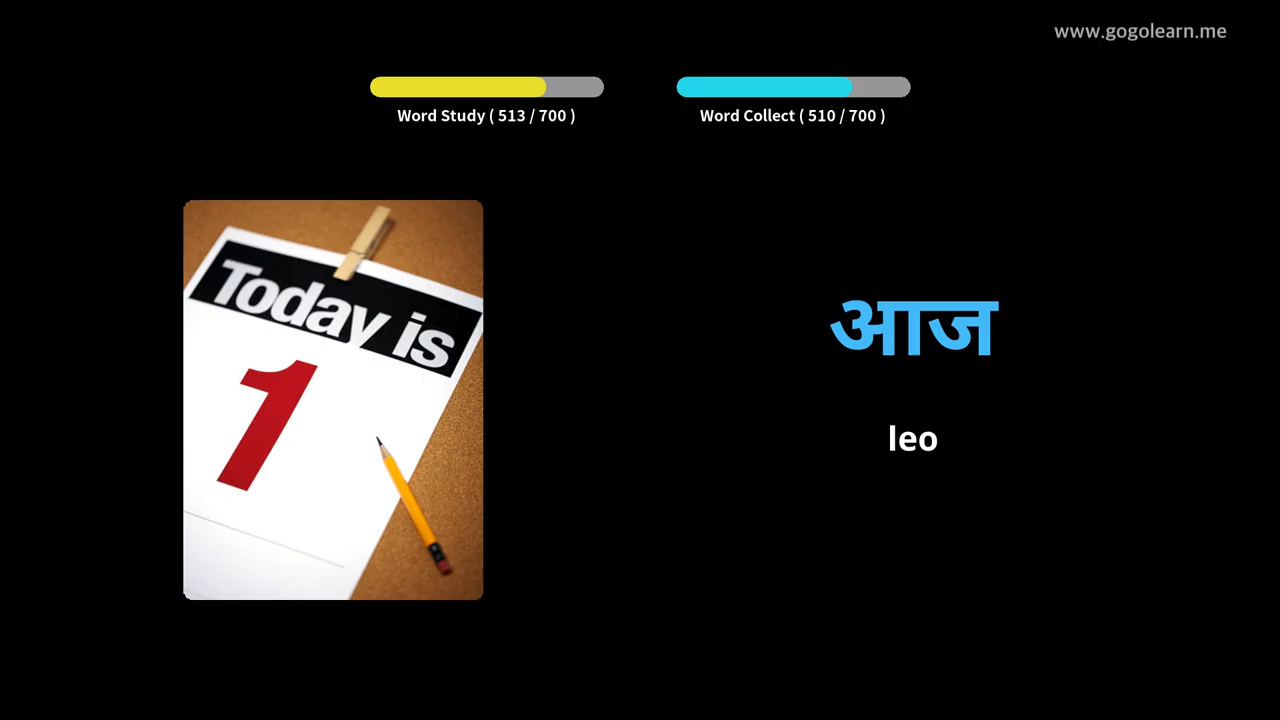 www.gogolearn.me
Word Study ( 513 / 700 )
Word Collect ( 510 / 700 )
Today is
1
आज
leo